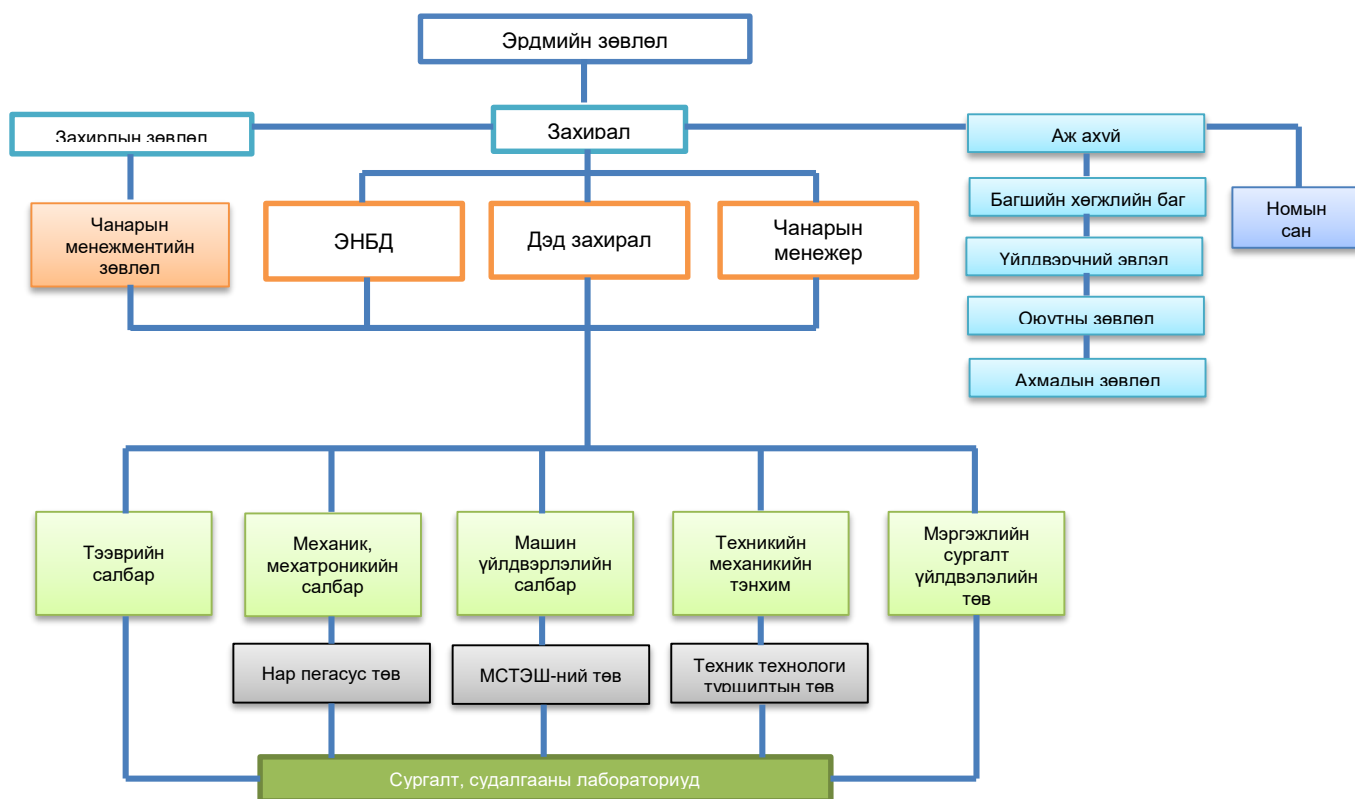 Эрдмийн зөвлөл
Захирлын зөвлөл
Захирал
Аж ахуй
Чанарын
менежментийн
зөвлөл
ЭНБД
Дэд захирал
Чанарын
менежер
Багшийн хөгжлийн баг
Номын
сан
Үйлдвэрчний эвлэл
Оюутны зөвлөл
Ахмадын зөвлөл
Тээврийн
салбар
Механик,
мехатроникийн
салбар
Машин
үйлдвэрлэлийн
салбар
Техникийн
механикийн
тэнхим
Мэргэжлийн
сургалт
үйлдвэлэлийн
төв
Нар пегасус төв
МСТЭШ-ний төв
Техник технологи
туршилтын төв
Сургалт, судалгааны лабораториуд